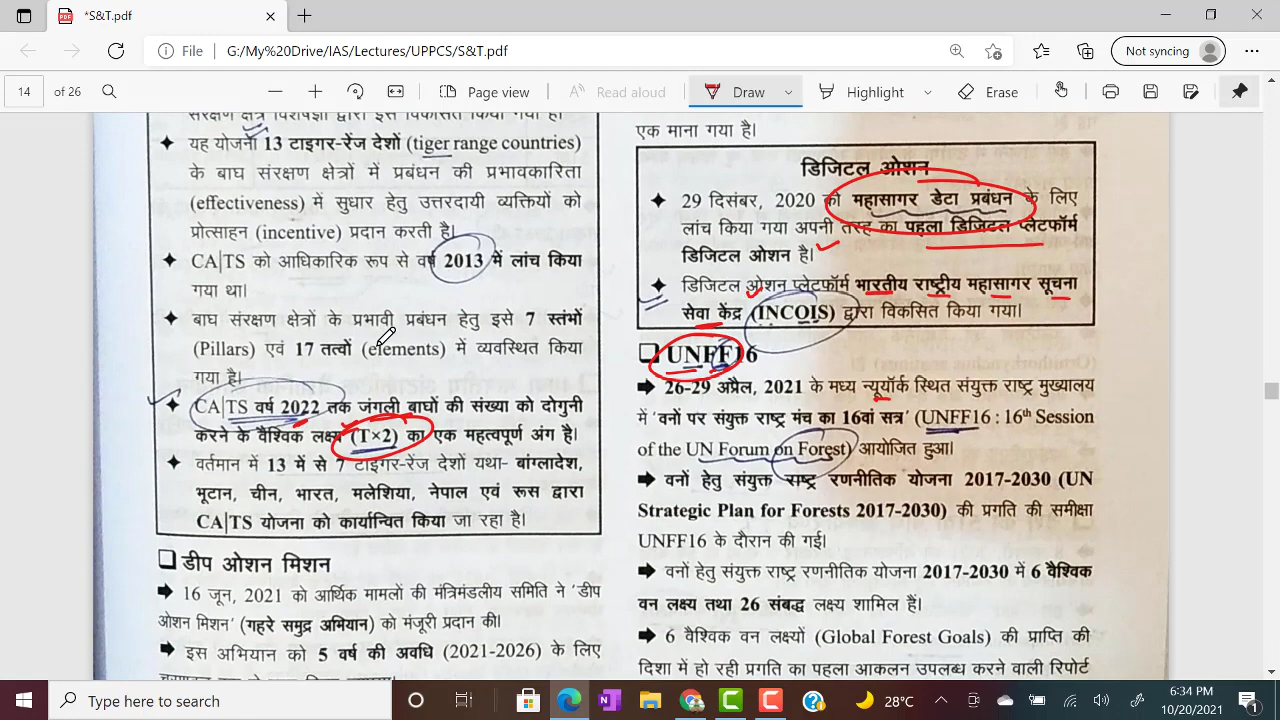 *S&T.pdf
File
G:/My%20Drive/IAS/Lectures/UPPCS/S&T.pdf
Not syncing
14 of 26
Page view
Read aloud
Draw
Highlight
Erase
संरक्षण क्षेत्र विशेषज्ञों द्वारा इसे विकसित किया गया है।
यह योजना 13 टाइगर-रेंज देशों (tiger range countries)
के बाघ संरक्षण क्षेत्रों में प्रबंधन की प्रभावकारिता
(effectiveness) में सुधार हेतु उत्तरदायी व्यक्तियों को
प्रोत्साहन (incentive) प्रदान करती है।
CA|TS को आधिकारिक रूप से वर्ष 2013 में लांच किया
गया था।
बाघ संरक्षण क्षेत्रों के प्रभावी प्रबंधन हेतु इसे 7 स्तंभों
(Pillars) एवं 17 तत्वों (elements) में व्यवस्थित किया
गया है।
CA|TS वर्ष 2022 तक जंगली बाघों की संख्या को दोगुनी
करने के वैश्विक लक्ष्य (T×2) का एक महत्वपूर्ण अंग है।
वर्तमान में 13 में से 7 टाइगर-रेंज देशों यथा- बांग्लादेश,
भूटान, चीन, भारत, मलेशिया, नेपाल एवं रूस द्वारा
CA|TS योजना को कार्यान्वित किया जा रहा है।
डीप ओशन मिशन
16 जून, 2021 को आर्थिक मामलों की मंत्रिमंडलीय समिति ने 'डीप
ओशन मिशन' (गहरे समुद्र अभियान) को मंजूरी प्रदान की।
इस अभियान को 5 वर्ष की अवधि (2021-2026) के लिए
एक माना गया है।
डिजिटल ओशन
29 दिसंबर, 2020 को महासागर डेटा प्रबंधन के लिए
लांच किया गया अपनी तरह का पहला डिजिटल प्लेटफॉर्म
डिजिटल ओशन है।
डिजिटल ओशन प्लेटफॉर्म भारतीय राष्ट्रीय महासागर सूचना
सेवा केंद्र (INCOIS) द्वारा विकसित किया गया।
UNFF16
26-29 अप्रैल, 2021 के मध्य न्यूयॉर्क स्थित संयुक्त राष्ट्र मुख्यालय
में 'वनों पर संयुक्त राष्ट्र मंच का 16वां सत्र' (UNFF16 : 16th Session
of the UN Forum on Forest) आयोजित हुआ।
वनों हेतु संयुक्त राष्ट्र रणनीतिक योजना 2017-2030 (UN
Strategic Plan for Forests 2017-2030) की प्रगति की समीक्षा
UNFF16 के दौरान की गई।
वनों हेतु संयुक्त राष्ट्र रणनीतिक योजना 2017-2030 में 6 वैश्विक
वन लक्ष्य तथा 26 संबद्ध लक्ष्य शामिल हैं।
6 वैश्विक वन लक्ष्यों (Global Forest Goals) की प्राप्ति की
दिशा में हो रही प्रगति का पहला आकलन उपलब्ध करने वाली रिपोर्ट
Type here to search
28°C
ENG
6:34 PM
10/20/2021
1